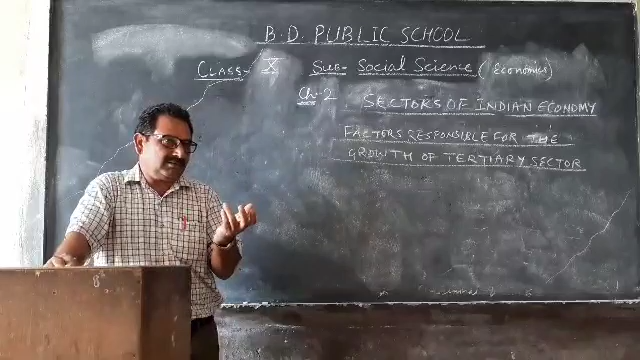 B.D. PUBLIC SCHOOL
CLASS- X SUB- Social Science (Economics)
Ch-2. SECTORS OF INDIAN ECONOMY
FACTORS RESPONSIBLE FOR THE
GROWTH OF TERTIARY SECTOR